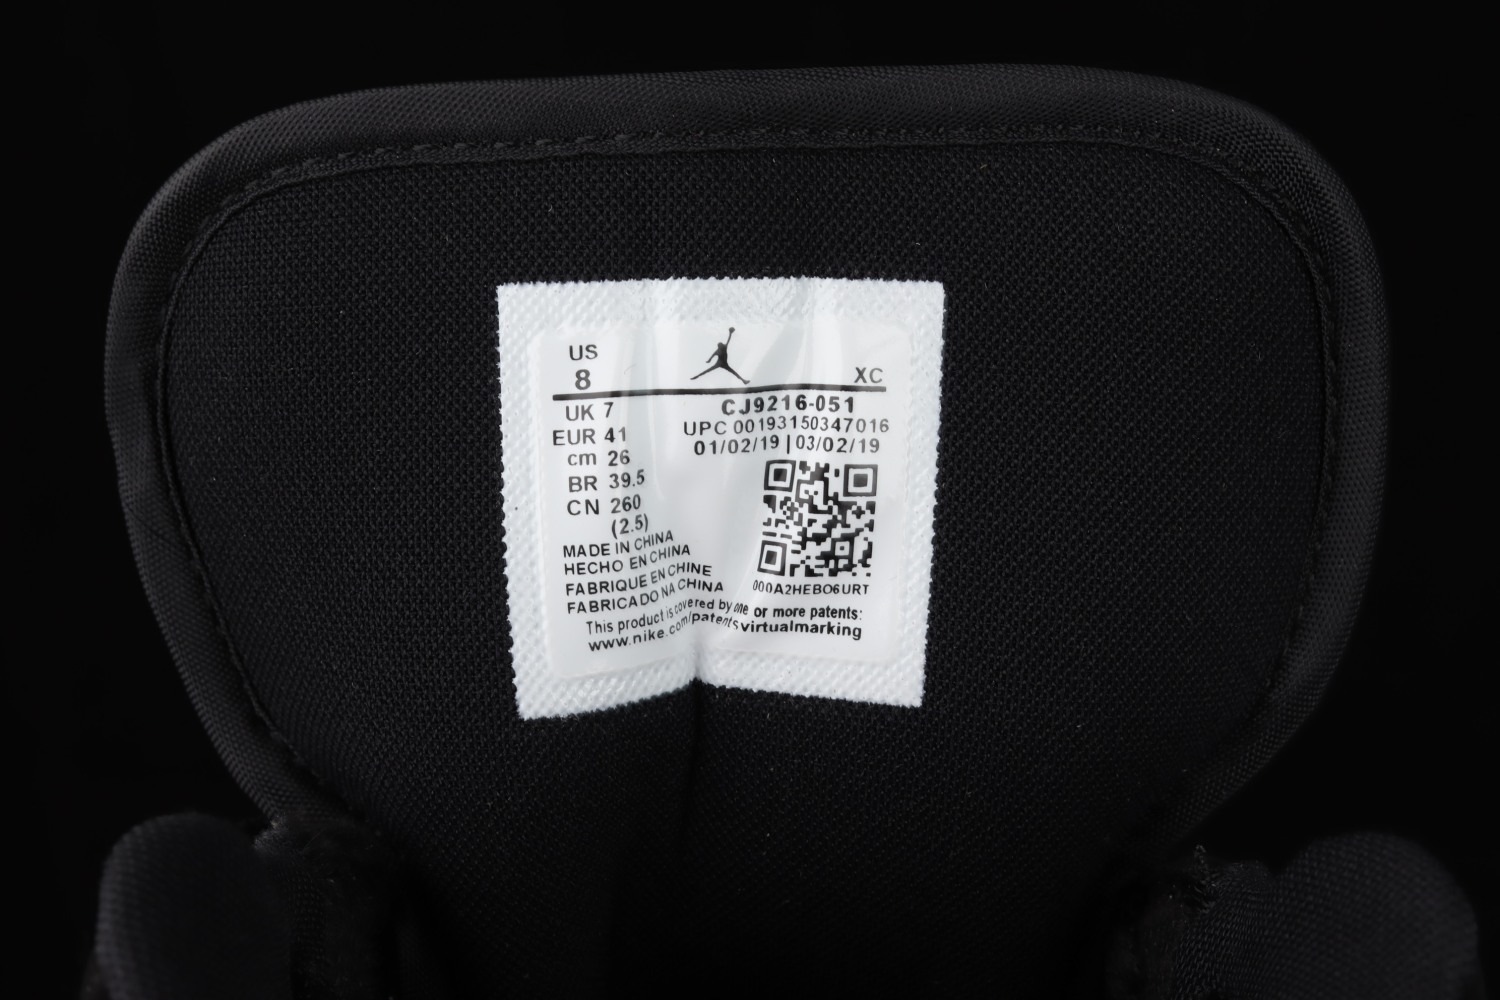 US
8
XC
UK 7
EUR 41
cm 26
BR 39.5
CN 260
(2.5)
CJ9216-051
UPC 00193150347016
01/02/19 | 03/02/19
000A2HEBO6URT
MADE IN CHINA
HECHO EN CHINA
FABRIQUE EN CHINE
FABRICADO NA CHINA
This product is covered by one or more patents:
www.nike.com/patents virtualmarking